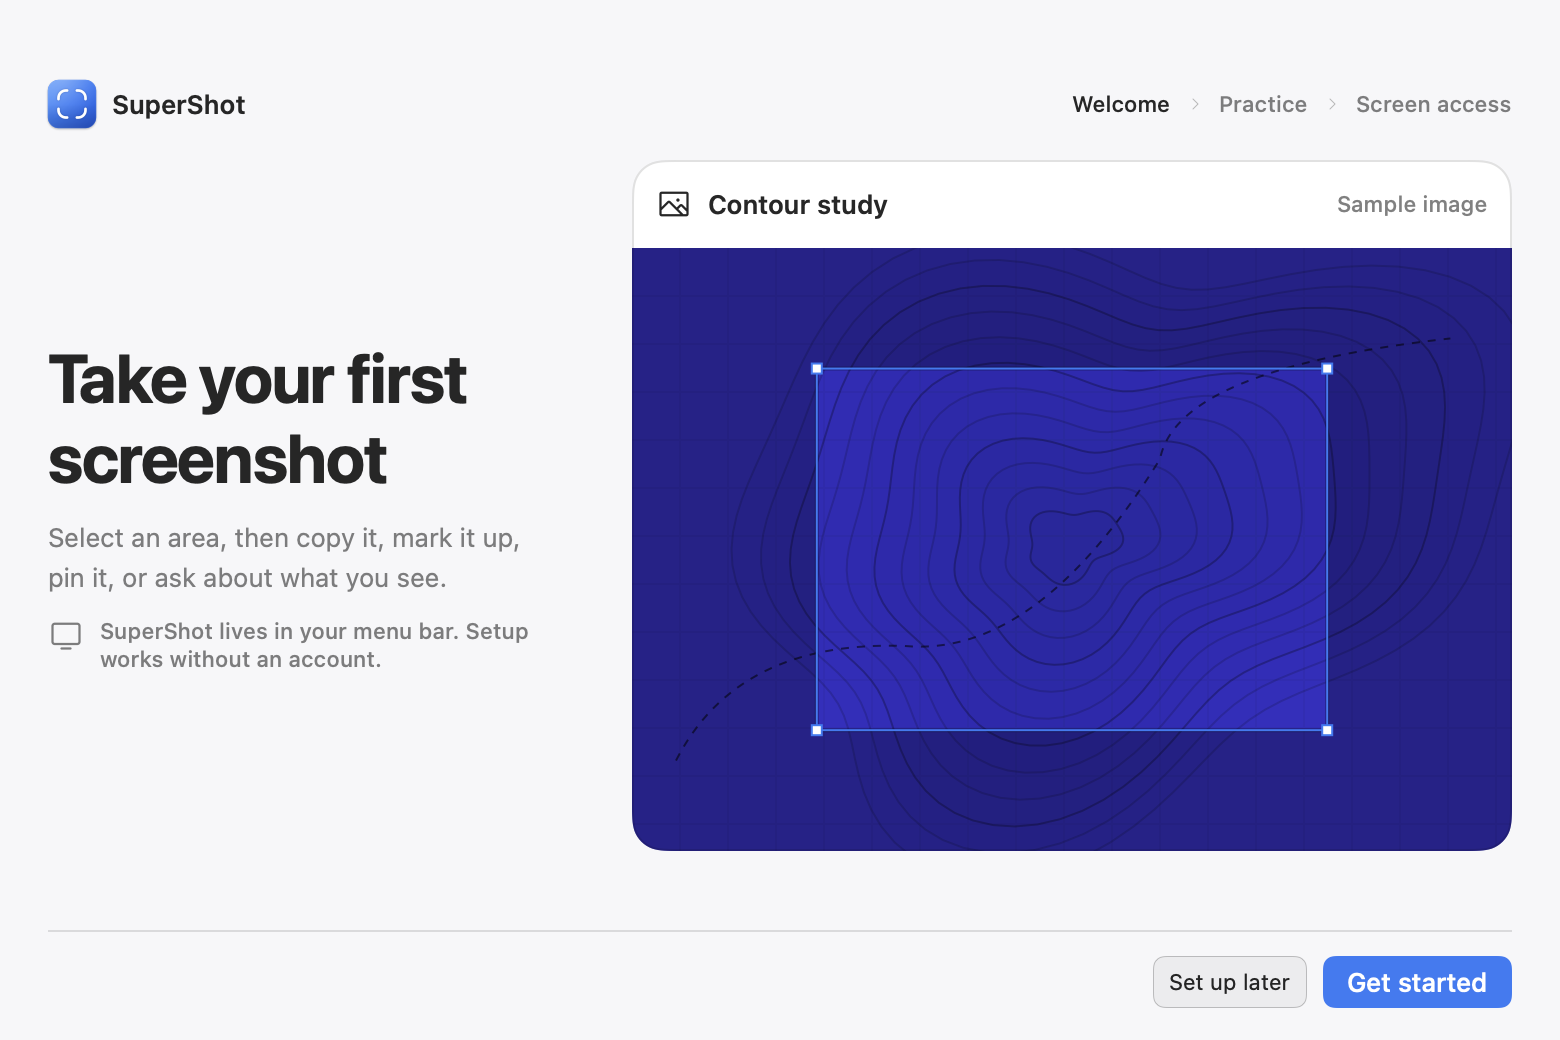 SuperShot
Welcome
Practice
Screen access
Contour study
Sample image
Take your first
screenshot
Select an area, then copy it, mark it up,
pin it, or ask about what you see.
SuperShot lives in your menu bar. Setup
works without an account.
Set up later
Get started